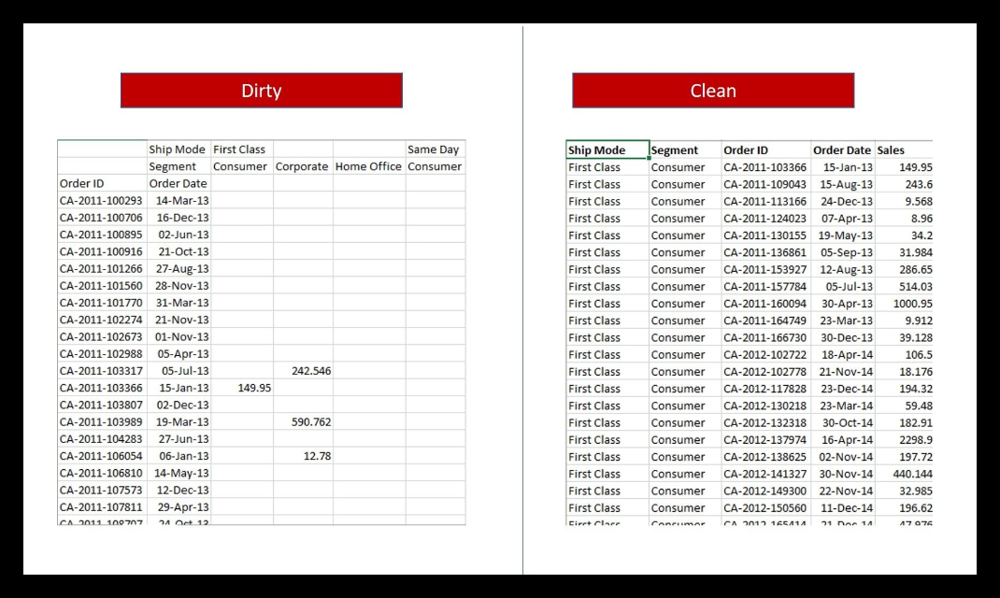 Dirty
Ship Mode First Class Same Day
Segment Consumer Corporate Home Office Consumer
Order ID Order Date
CA-2011-100293 14-Mar-13
CA-2011-100706 16-Dec-13
CA-2011-100895 02-Jun-13
CA-2011-100916 21-Oct-13
CA-2011-101266 27-Aug-13
CA-2011-101560 28-Nov-13
CA-2011-101770 31-Mar-13
CA-2011-102274 21-Nov-13
CA-2011-102673 01-Nov-13
CA-2011-102988 05-Apr-13
CA-2011-103317 05-Jul-13 242.546
CA-2011-103366 15-Jan-13 149.95
CA-2011-103807 02-Dec-13
CA-2011-103989 19-Mar-13 590.762
CA-2011-104283 27-Jun-13
CA-2011-106054 06-Jan-13 12.78
CA-2011-106810 14-May-13
CA-2011-107573 12-Dec-13
CA-2011-107811 29-Apr-13
CA-2011-108707 24-Oct-13
Clean
Ship Mode Segment Order ID Order Date Sales
First Class Consumer CA-2011-103366 15-Jan-13 149.95
First Class Consumer CA-2011-109043 15-Aug-13 243.6
First Class Consumer CA-2011-113166 24-Dec-13 9.568
First Class Consumer CA-2011-124023 07-Apr-13 8.96
First Class Consumer CA-2011-130155 19-May-13 34.2
First Class Consumer CA-2011-136861 05-Sep-13 31.984
First Class Consumer CA-2011-153927 12-Aug-13 286.65
First Class Consumer CA-2011-157784 05-Jul-13 514.03
First Class Consumer CA-2011-160094 30-Apr-13 1000.95
First Class Consumer CA-2011-164749 23-Mar-13 9.912
First Class Consumer CA-2011-166730 30-Dec-13 39.128
First Class Consumer CA-2012-102722 18-Apr-14 106.5
First Class Consumer CA-2012-102778 21-Nov-14 18.176
First Class Consumer CA-2012-117828 23-Dec-14 194.32
First Class Consumer CA-2012-130218 23-Mar-14 59.48
First Class Consumer CA-2012-132318 30-Oct-14 182.91
First Class Consumer CA-2012-137974 16-Apr-14 2298.9
First Class Consumer CA-2012-138625 02-Nov-14 197.72
First Class Consumer CA-2012-141327 30-Nov-14 440.144
First Class Consumer CA-2012-149300 22-Nov-14 32.985
First Class Consumer CA-2012-150560 11-Dec-14 196.62
First Class Consumer CA-2012-165414 21-Dec-14 47.976